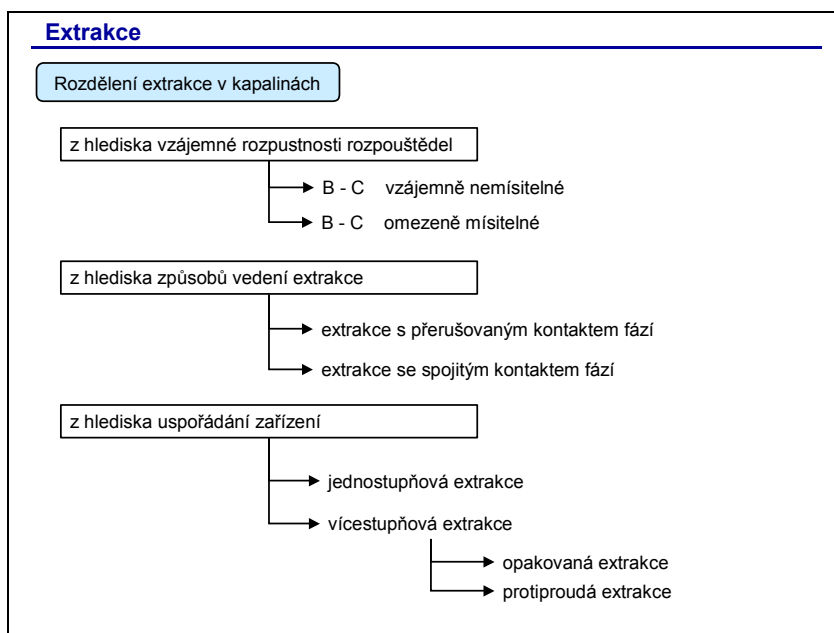 Extrakce
Rozdělení extrakce v kapalinách
z hlediska vzájemné rozpustnosti rozpouštědel
B - C vzájemně nemísitelné
B - C omezeně mísitelné
z hlediska způsobů vedení extrakce
extrakce s přerušovaným kontaktem fází
extrakce se spojitým kontaktem fází
z hlediska uspořádání zařízení
jednostupňová extrakce
vícestupňová extrakce
opakovaná extrakce
protiproudá extrakce